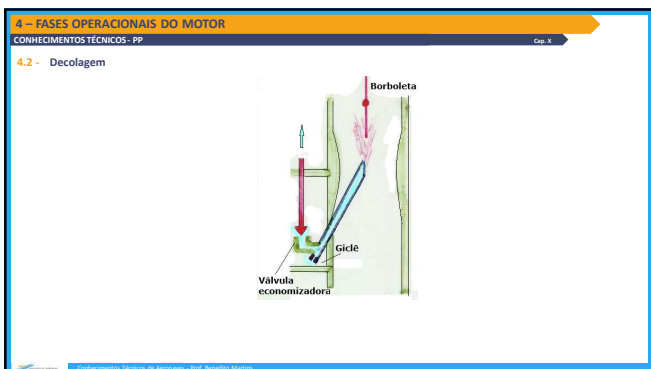 4 – FASES OPERACIONAIS DO MOTOR
CONHECIMENTOS TÉCNICOS - PP
Cap. X
4.2 - Decolagem
Borboleta
Giclê
Válvula
economizadora
Conhecimentos Técnicos de Aeronaves - Prof. Benedito Martins